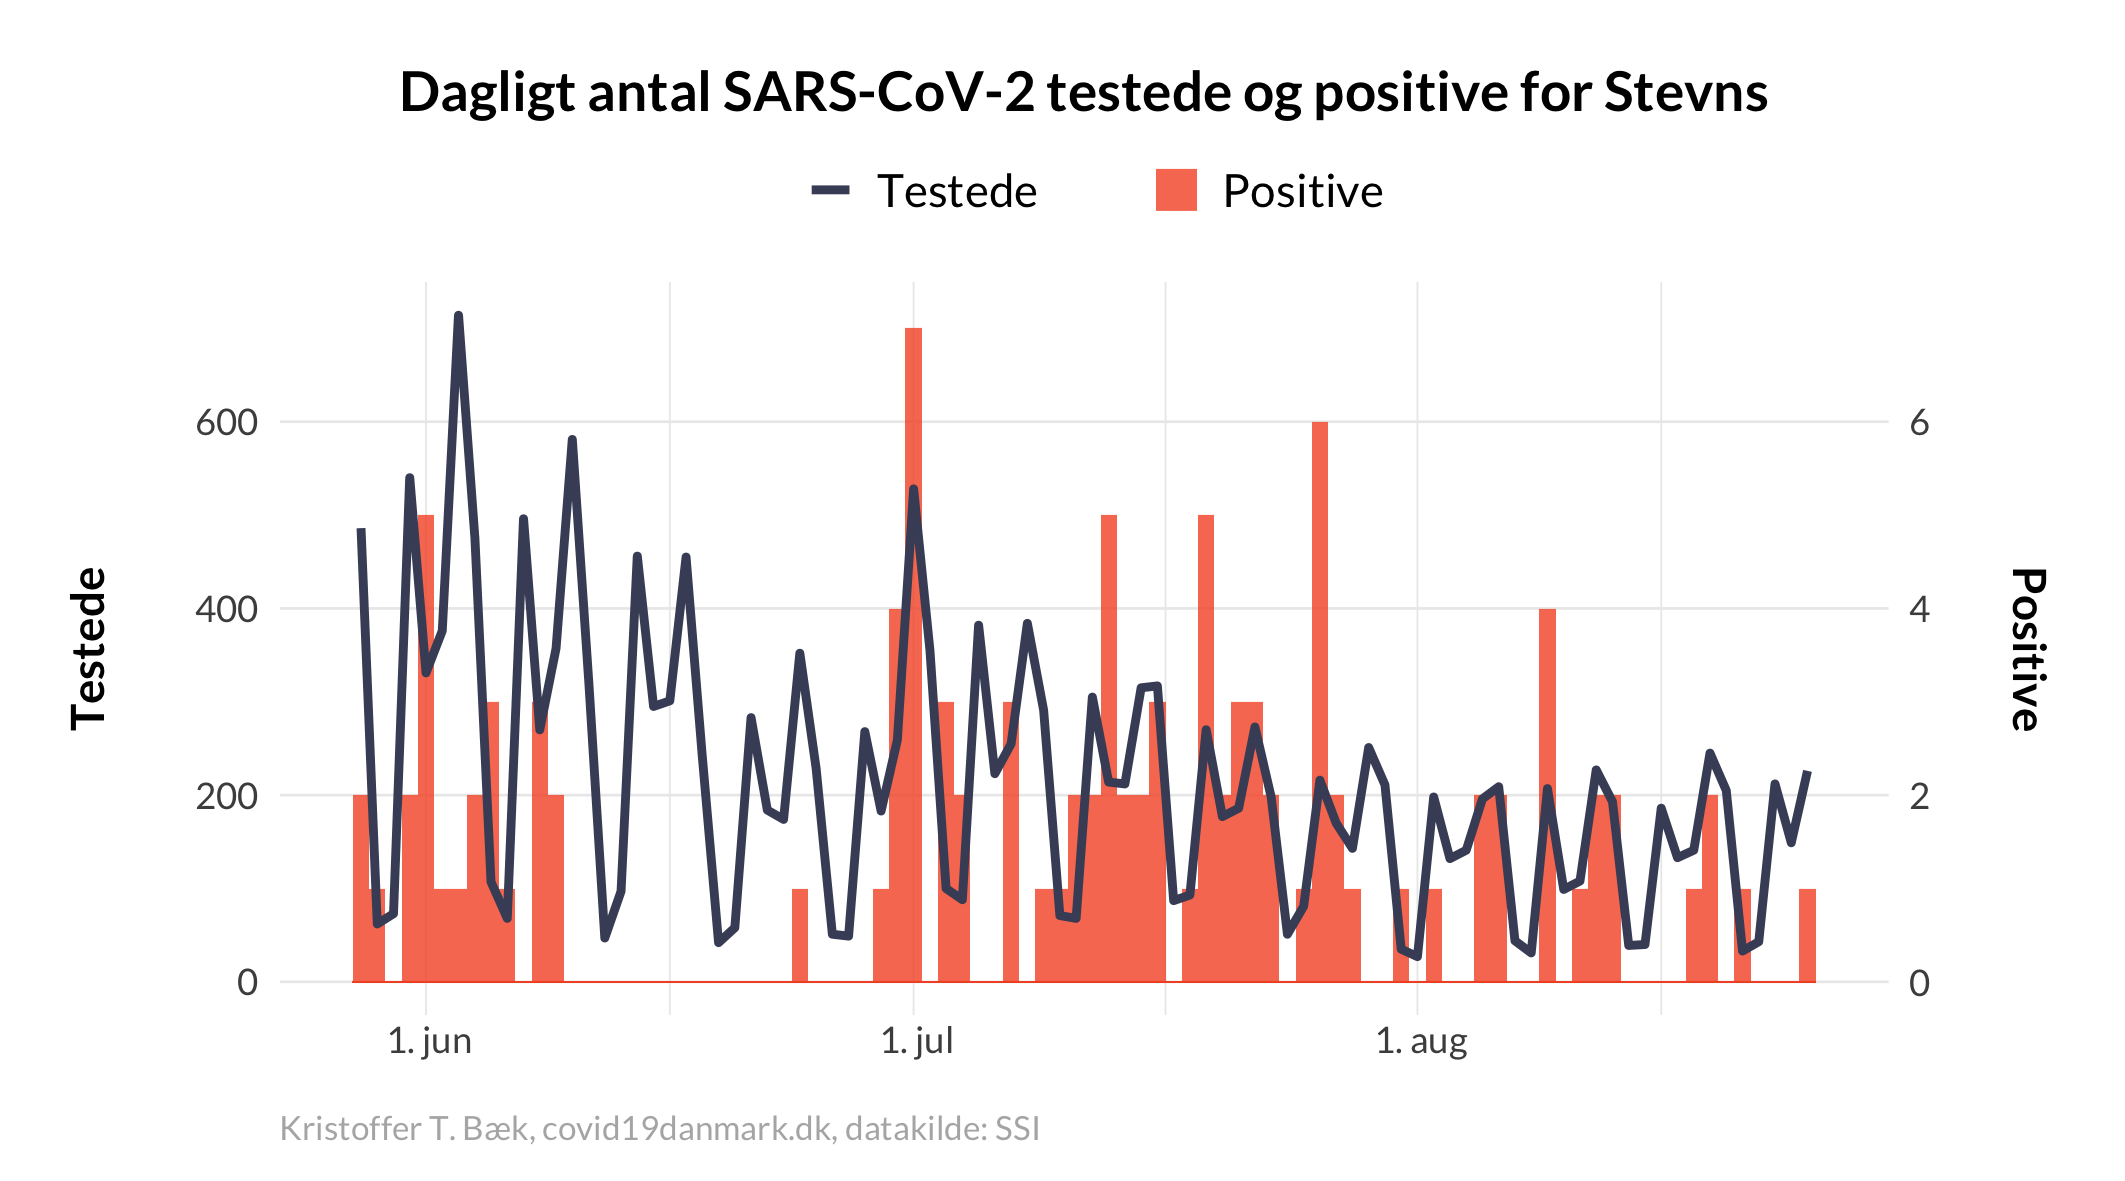 Dagligt antal SARS-CoV-2 testede og positive for Stevns
Testede
Positive
Testede
600
400
200
0
6
4
2
0
Positive
1. jun
1. jul
1. aug
Kristoffer T. Bæk, covid19danmark.dk, datakilde: SSI